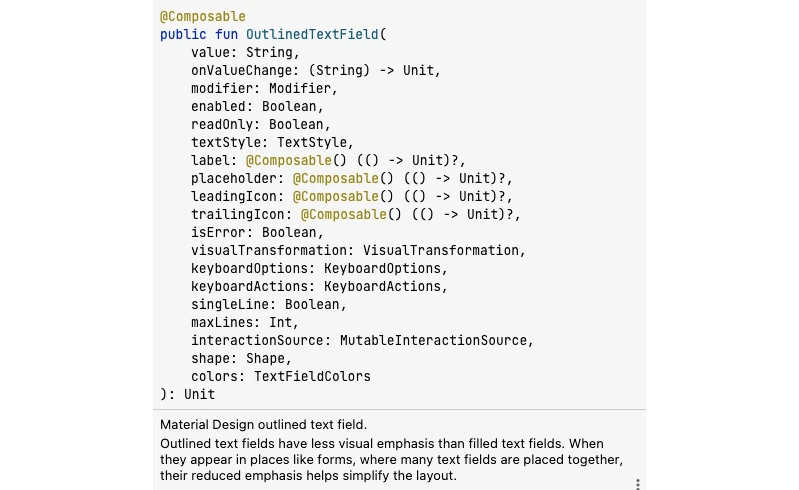 @Composable
public fun OutlinedTextField(
    value: String,
    onValueChange: (String) -> Unit,
    modifier: Modifier,
    enabled: Boolean,
    readOnly: Boolean,
    textStyle: TextStyle,
    label: @Composable() (() -> Unit)?,
    placeholder: @Composable() (() -> Unit)?,
    leadingIcon: @Composable() (() -> Unit)?,
    trailingIcon: @Composable() (() -> Unit)?,
    isError: Boolean,
    visualTransformation: VisualTransformation,
    keyboardOptions: KeyboardOptions,
    keyboardActions: KeyboardActions,
    singleLine: Boolean,
    maxLines: Int,
    interactionSource: MutableInteractionSource,
    shape: Shape,
    colors: TextFieldColors
): Unit
Material Design outlined text field.
Outlined text fields have less visual emphasis than filled text fields. When
they appear in places like forms, where many text fields are placed together,
their reduced emphasis helps simplify the layout.